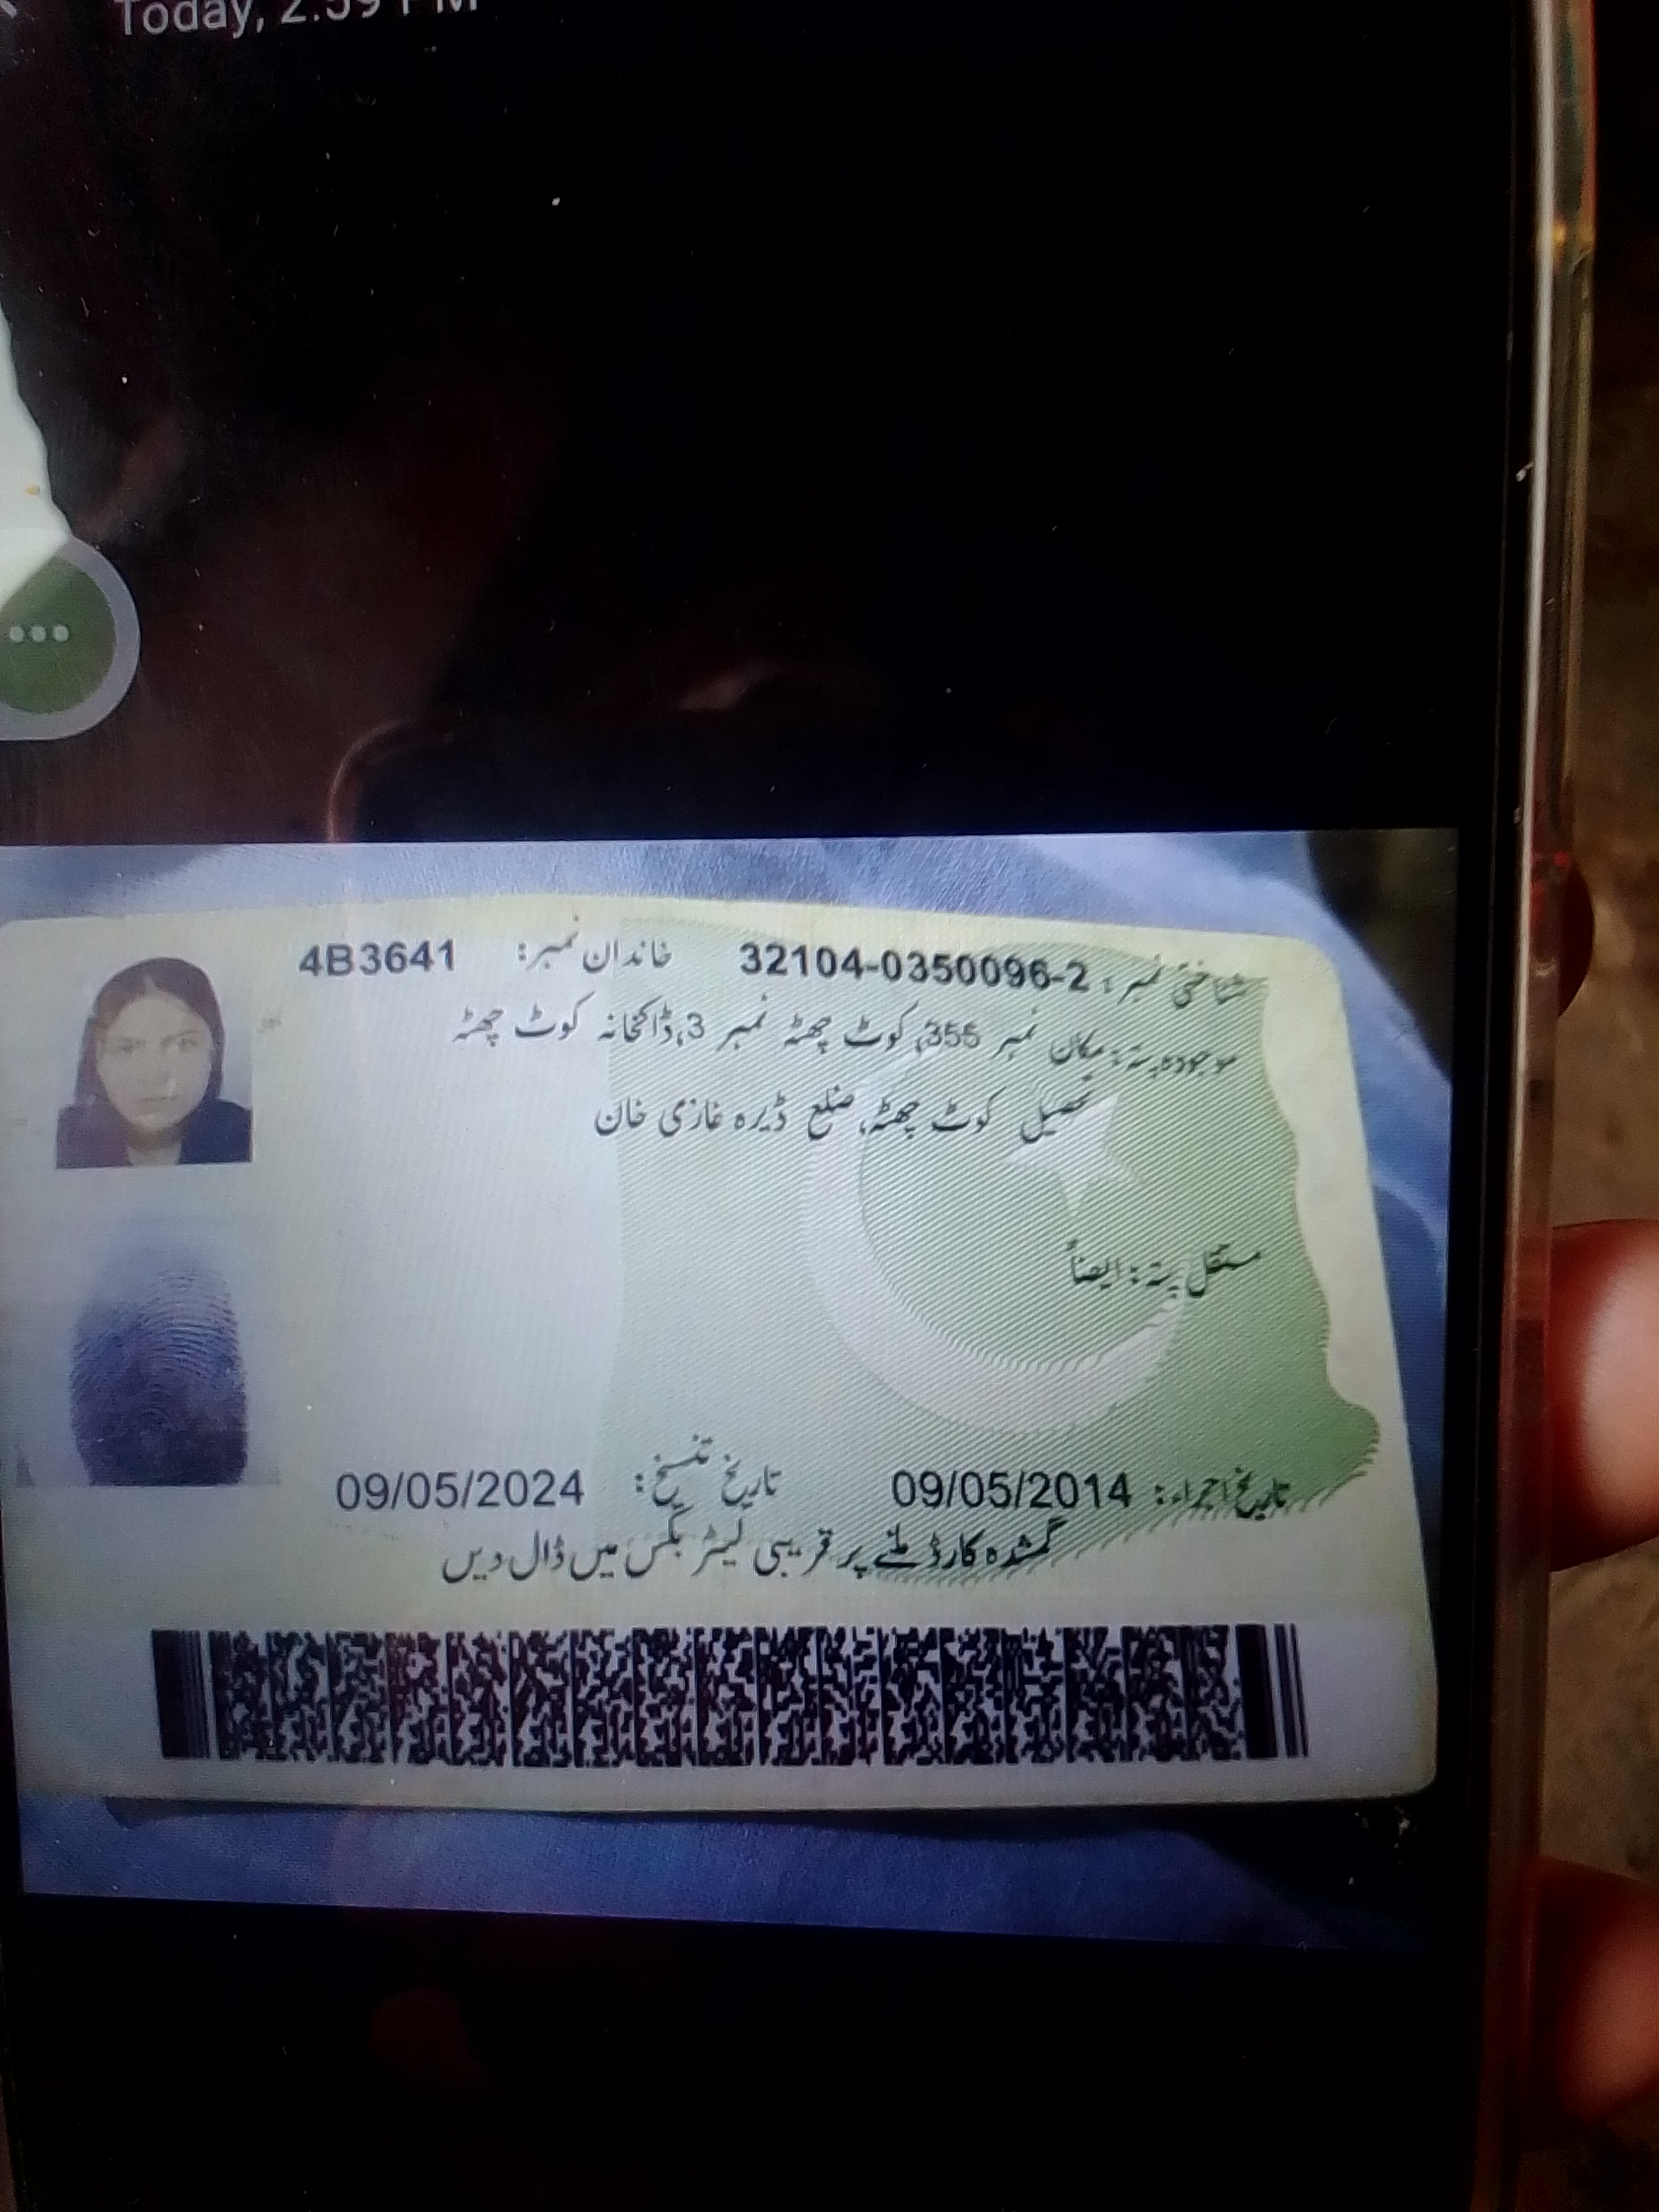 Today, 2:59 PM
شناختی نمبر: 32104-0350096-2 خاندان نمبر: 4B3641
موجودہ پتہ: مکان نمبر 355، کوٹ چھٹہ نمبر 3، ڈاکخانہ کوٹ چھٹہ
تحصیل کوٹ چھٹہ، ضلع ڈیرہ غازی خان
مستقل پتہ: ایضاً
تاریخ اجراء: 09/05/2014 تاریخ تنسیخ: 09/05/2024
گمشدہ کارڈ ملنے پر قریبی لیٹر بکس میں ڈال دیں